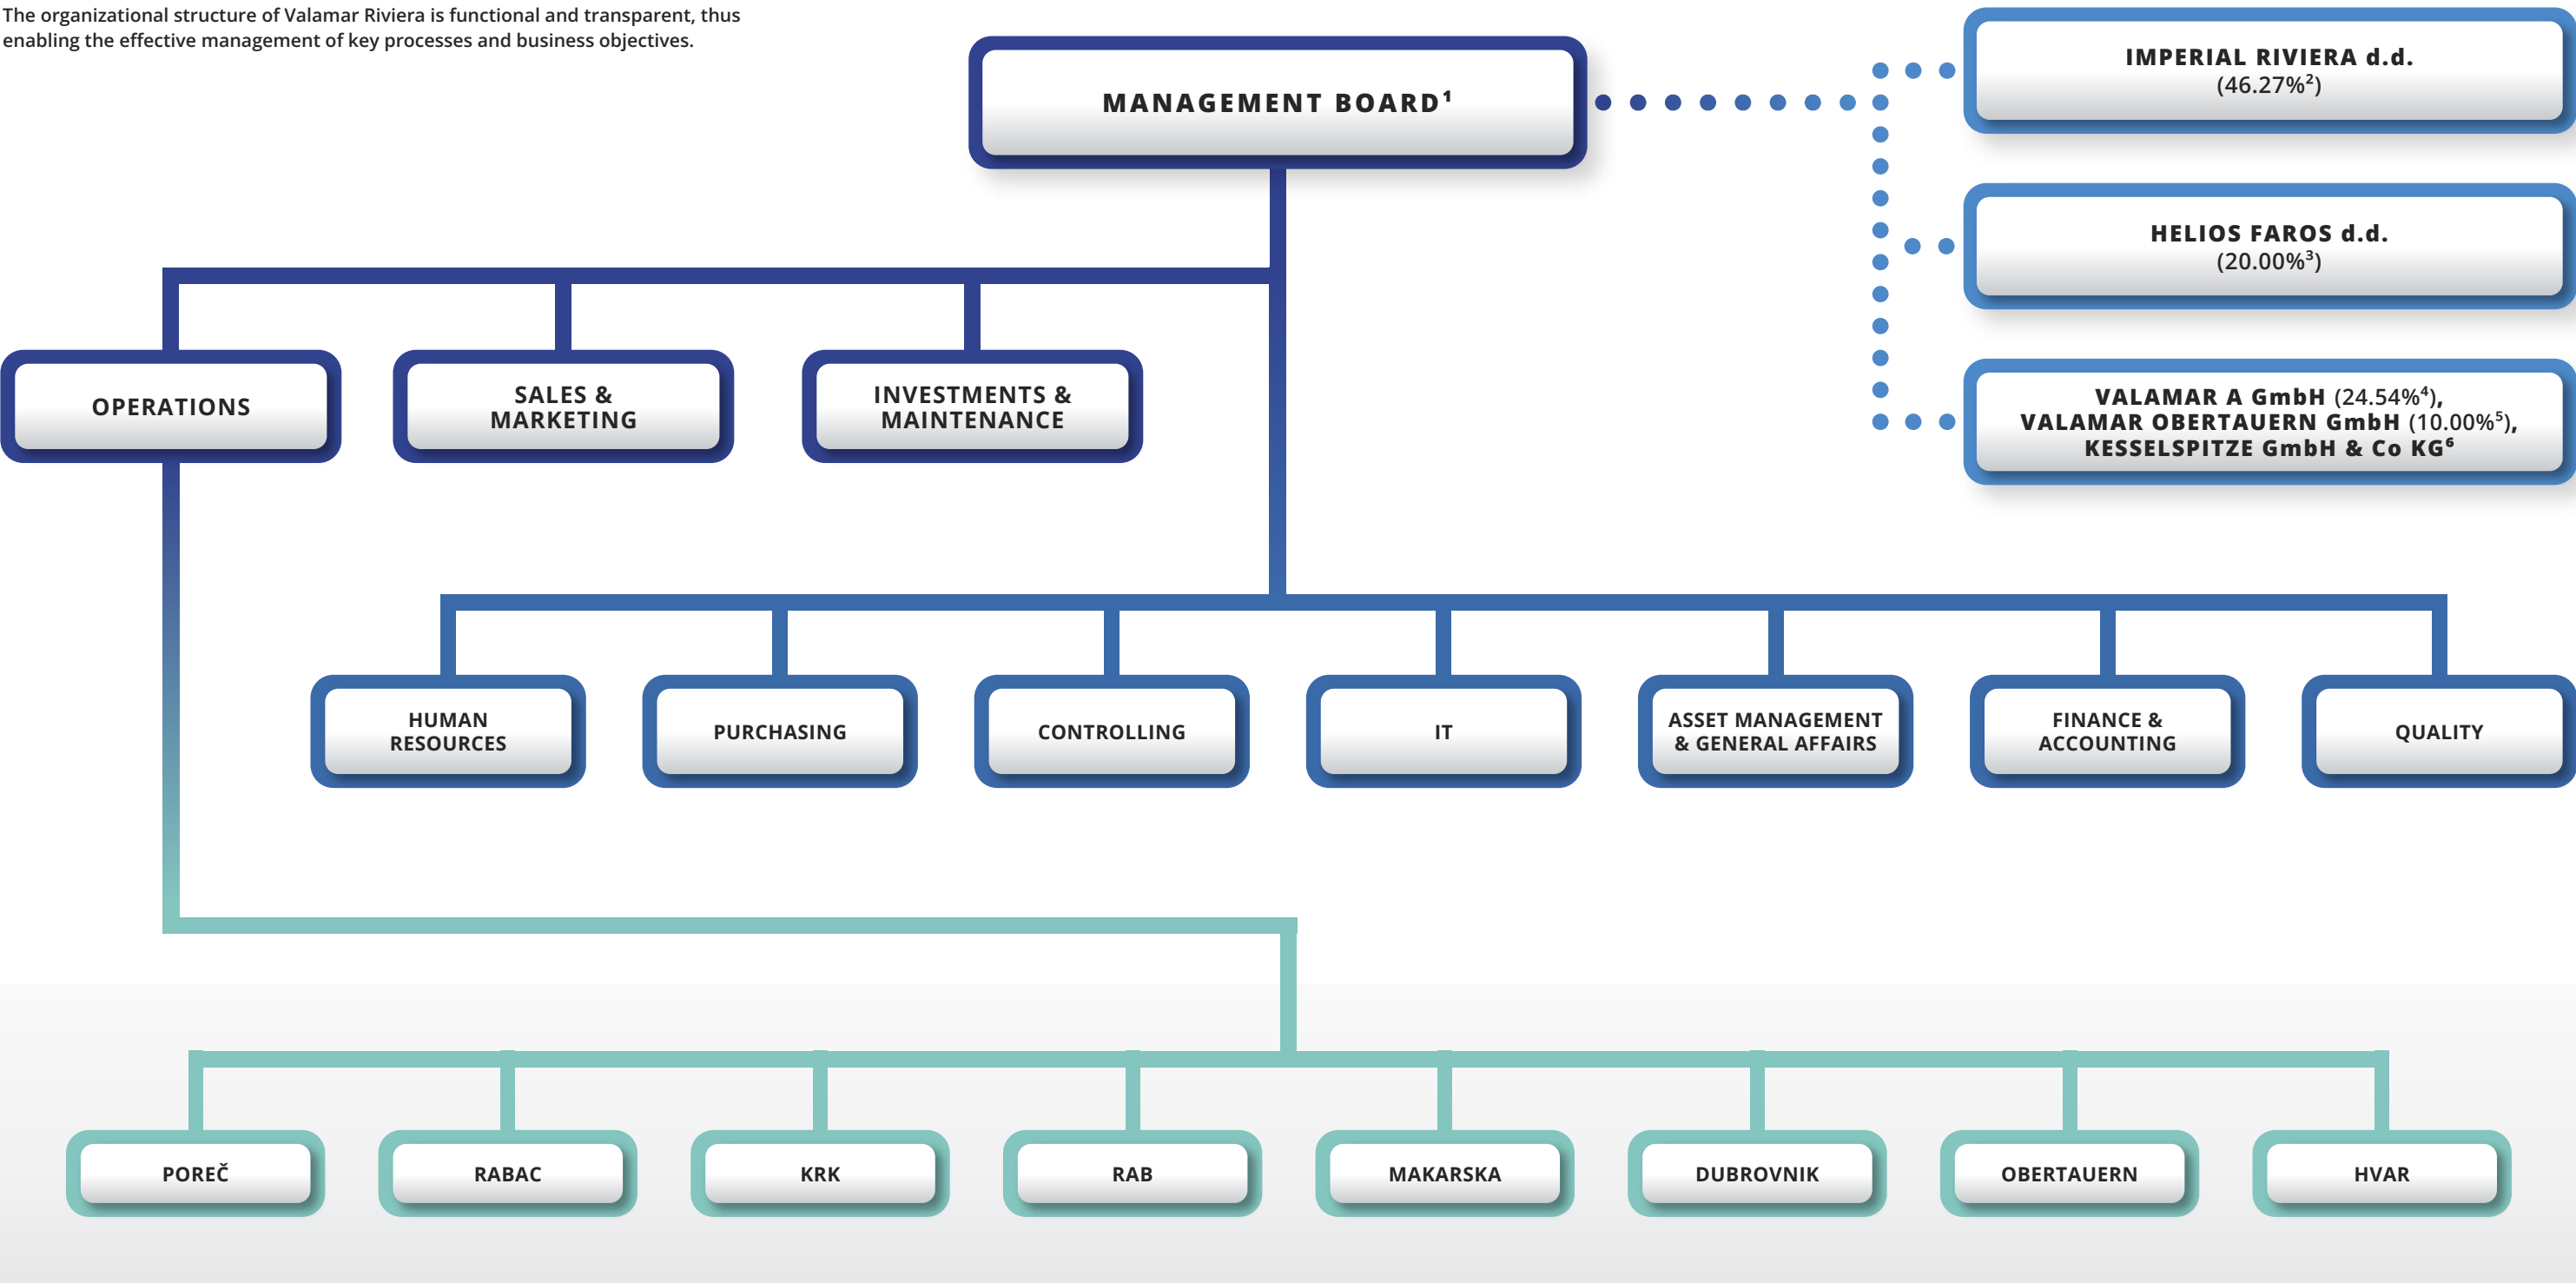 The organizational structure of Valamar Riviera is functional and transparent, thus
enabling the effective management of key processes and business objectives.
MANAGEMENT BOARD¹
IMPERIAL RIVIERA d.d.
(46.27%²)
HELIOS FAROS d.d.
(20.00%³)
VALAMAR A GmbH (24.54%⁴),
VALAMAR OBERTAUERN GmbH (10.00%⁵),
KESSELSPITZE GmbH & Co KG⁶
OPERATIONS
SALES &
MARKETING
INVESTMENTS &
MAINTENANCE
HUMAN
RESOURCES
PURCHASING
CONTROLLING
IT
ASSET MANAGEMENT
& GENERAL AFFAIRS
FINANCE &
ACCOUNTING
QUALITY
POREČ
RABAC
KRK
RAB
MAKARSKA
DUBROVNIK
OBERTAUERN
HVAR